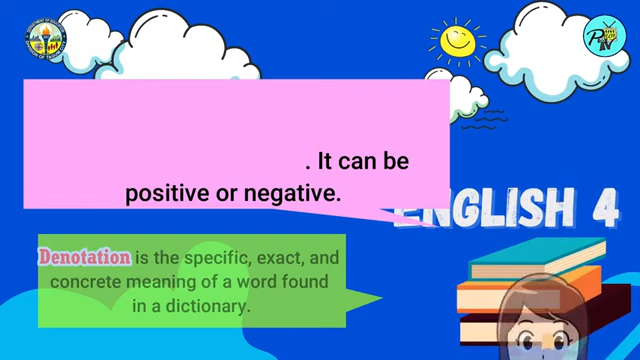 . It can be
positive or negative.
ENGLISH 4
Denotation is the specific, exact, and
concrete meaning of a word found
in a dictionary.